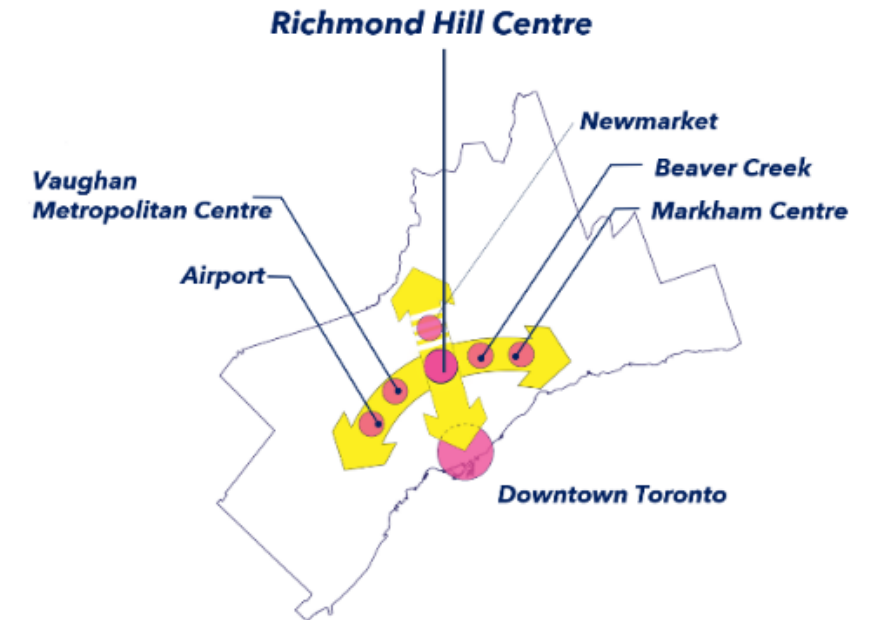 Richmond Hill Centre
Newmarket
Beaver Creek
Vaughan
Metropolitan Centre
Markham Centre
Airport
Downtown Toronto